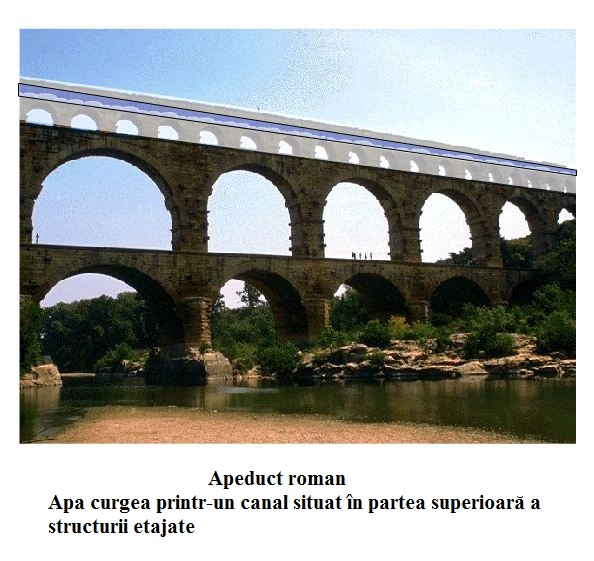 Apeduct roman
Apa curgea printr-un canal situat în partea superioară a
structurii etajate